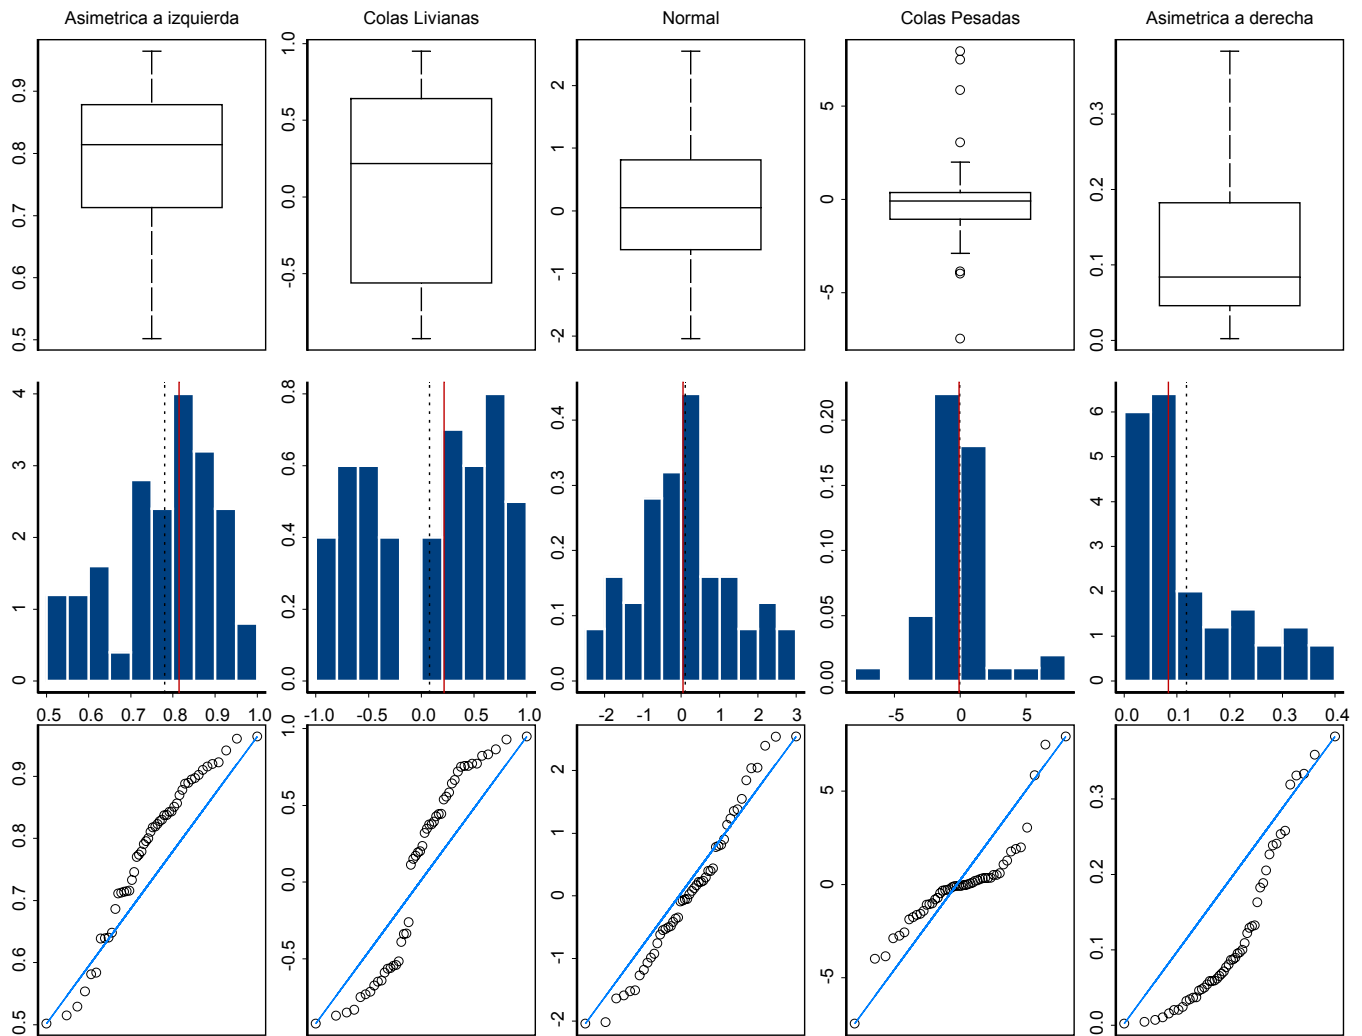 Asimetrica a izquierda
Colas Livianas
Normal
Colas Pesadas
Asimetrica a derecha
0.5 0.6 0.7 0.8 0.9
-0.5 0.0 0.5 1.0
-2 -1 0 1 2
-5 0 5
0.0 0.1 0.2 0.3
0 1 2 3 4
0.5 0.6 0.7 0.8 0.9 1.0
0.0 0.2 0.4 0.6 0.8
-1.0 -0.5 0.0 0.5 1.0
0.0 0.1 0.2 0.3 0.4
-2 -1 0 1 2 3
0.00 0.05 0.10 0.15 0.20
-5 0 5
0 1 2 3 4 5 6
0.0 0.1 0.2 0.3 0.4
0.5 0.6 0.7 0.8 0.9
-0.5 0.0 0.5 1.0
-2 -1 0 1 2
-5 0 5
0.0 0.1 0.2 0.3